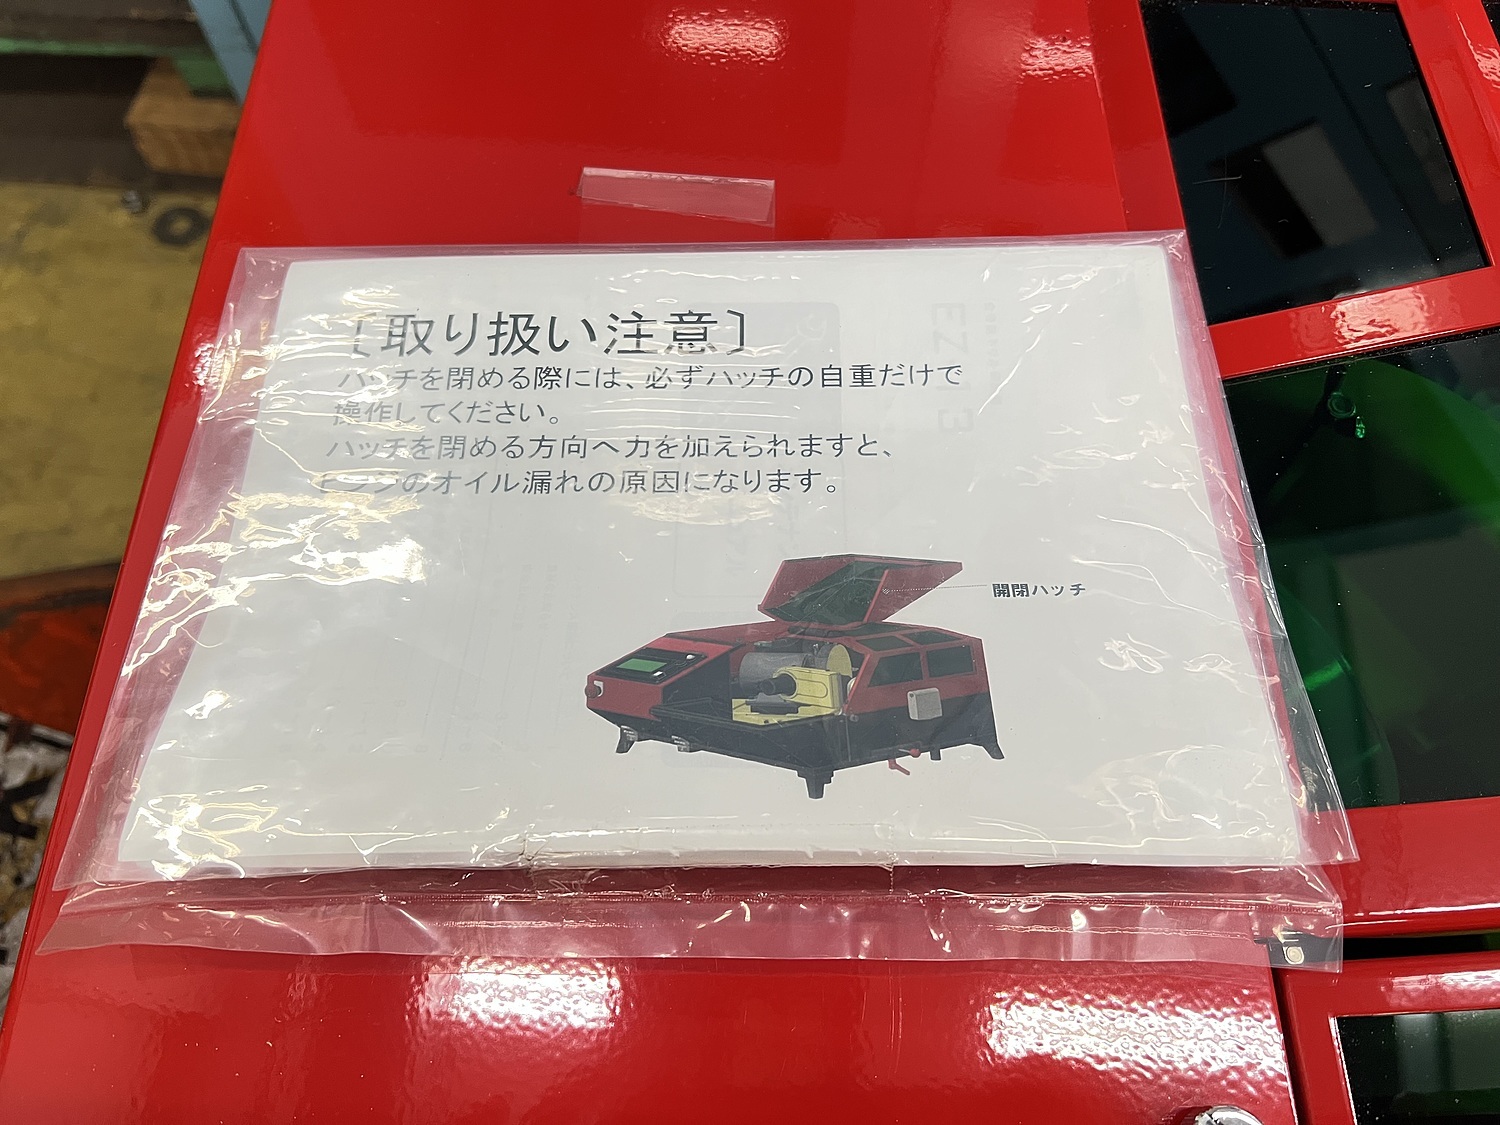 ［取り扱い注意］
ハッチを閉める際には、必ずハッチの自重だけで
操作してください。
ハッチを閉める方向へ力を加えられますと、
ヒンジのオイル漏れの原因になります。
開閉ハッチ